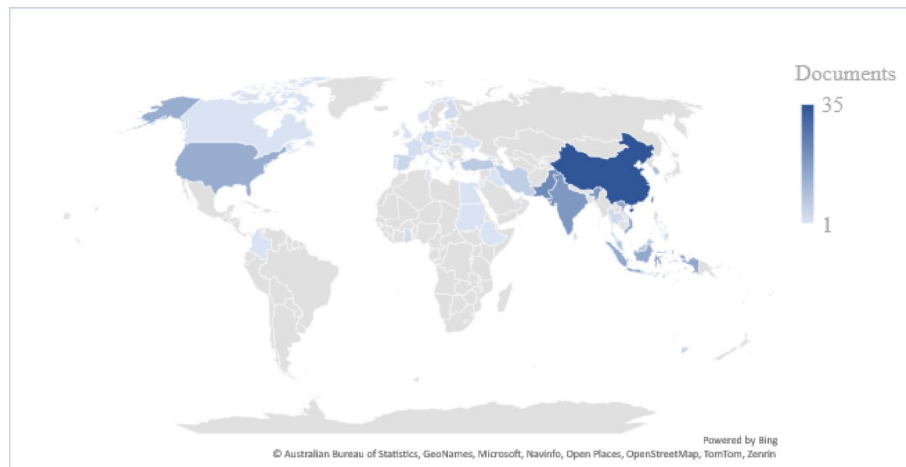 Documents
35
1
Powered by Bing
© Australian Bureau of Statistics, GeoNames, Microsoft, Navinfo, Open Places, OpenStreetMap, TomTom, Zenrin